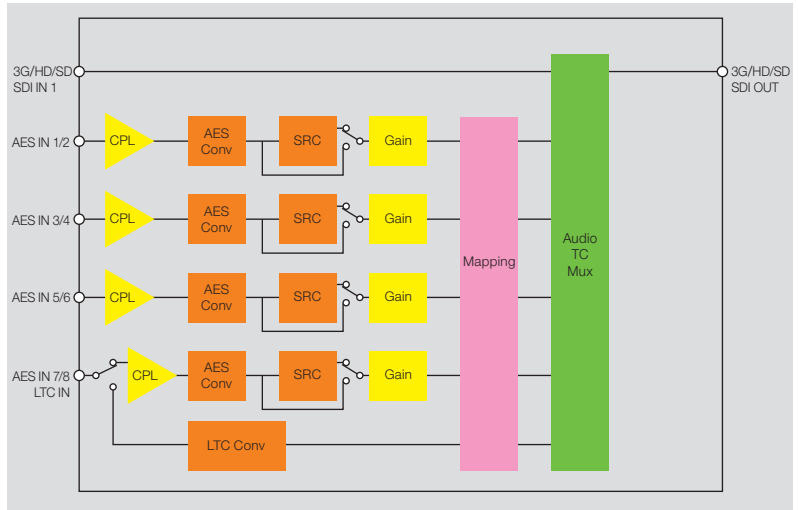 3G/HD/SD
SDI IN 1
3G/HD/SD
SDI OUT
AES IN 1/2
CPL
AES
Conv
SRC
Gain
AES IN 3/4
CPL
AES
Conv
SRC
Gain
Mapping
Audio
TC
Mux
AES IN 5/6
CPL
AES
Conv
SRC
Gain
AES IN 7/8
LTC IN
CPL
AES
Conv
SRC
Gain
LTC Conv